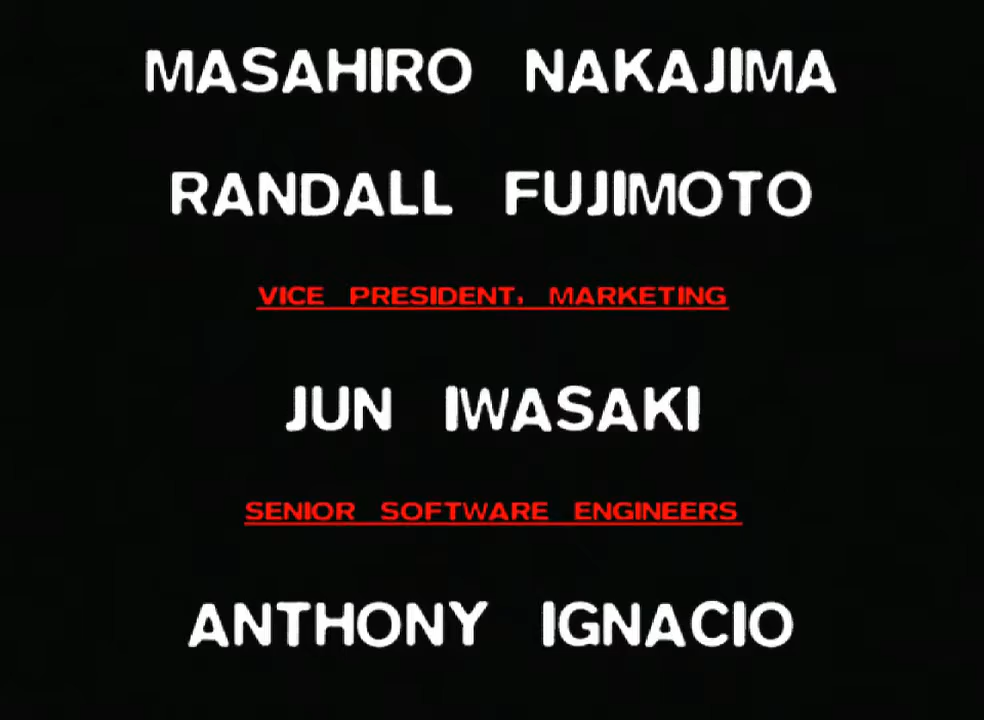 MASAHIRO NAKAJIMA
RANDALL FUJIMOTO
VICE PRESIDENT, MARKETING
JUN IWASAKI
SENIOR SOFTWARE ENGINEERS
ANTHONY IGNACIO